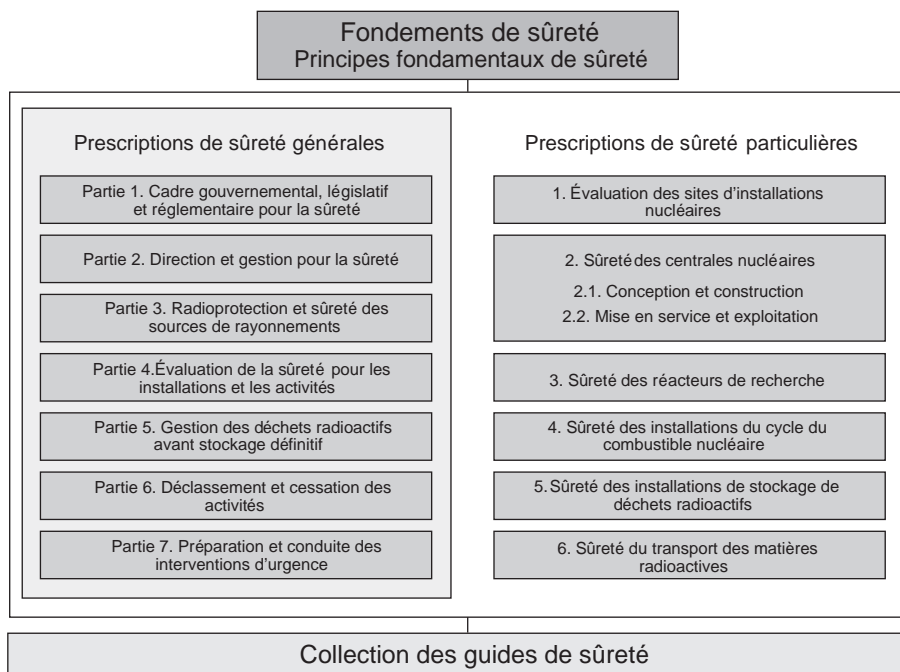 Fondements de sûreté
Principes fondamentaux de sûreté
Prescriptions de sûreté générales
Partie 1. Cadre gouvernemental, législatif
et réglementaire pour la sûreté
Partie 2. Direction et gestion pour la sûreté
Partie 3. Radioprotection et sûreté des
sources de rayonnements
Partie 4.Évaluation de la sûreté pour les
installations et les activités
Partie 5. Gestion des déchets radioactifs
avant stockage définitif
Partie 6. Déclassement et cessation des
activités
Partie 7. Préparation et conduite des
interventions d'urgence
Prescriptions de sûreté particulières
1. Évaluation des sites d'installations
nucléaires
2. Sûreté des centrales nucléaires
2.1. Conception et construction
2.2. Mise en service et exploitation
3. Sûreté des réacteurs de recherche
4. Sûreté des installations du cycle du
combustible nucléaire
5. Sûreté des installations de stockage de
déchets radioactifs
6. Sûreté du transport des matières
radioactives
Collection des guides de sûreté